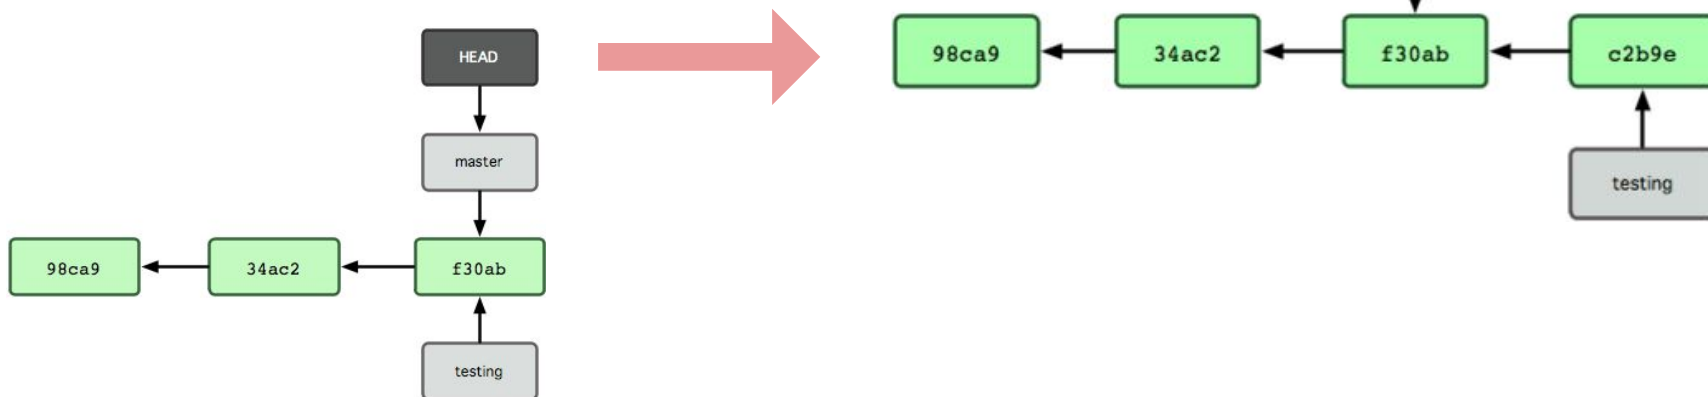 HEAD
master
98ca9 34ac2 f30ab
testing
98ca9 34ac2 f30ab c2b9e
testing